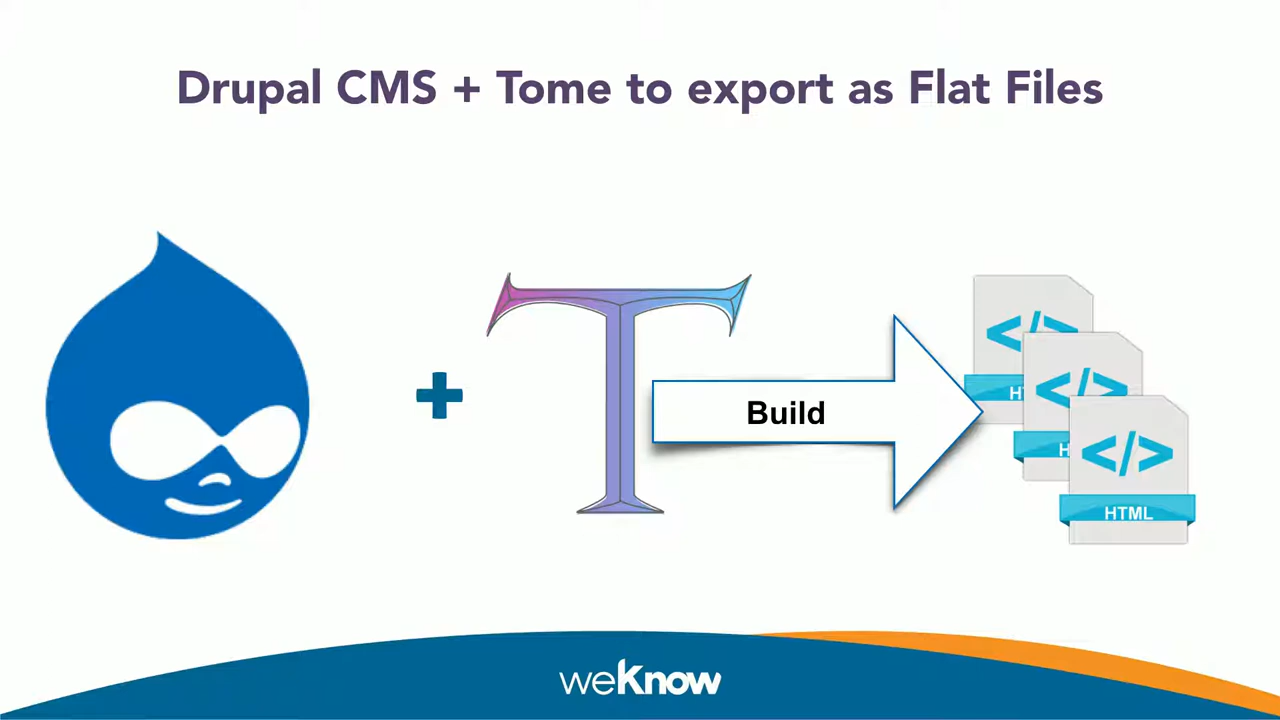 Drupal CMS + Tome to export as Flat Files
T
Build
</>
H
</>
H
</>
HTML
weKnow